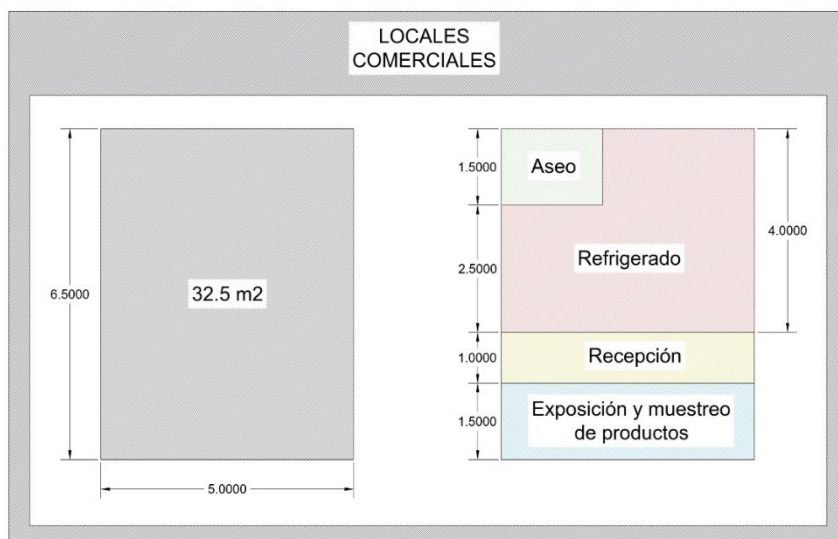 LOCALES
COMERCIALES
6.5000
32.5 m2
5.0000
1.5000
Aseo
2.5000
Refrigerado
4.0000
1.0000
Recepción
1.5000
Exposición y muestreo
de productos